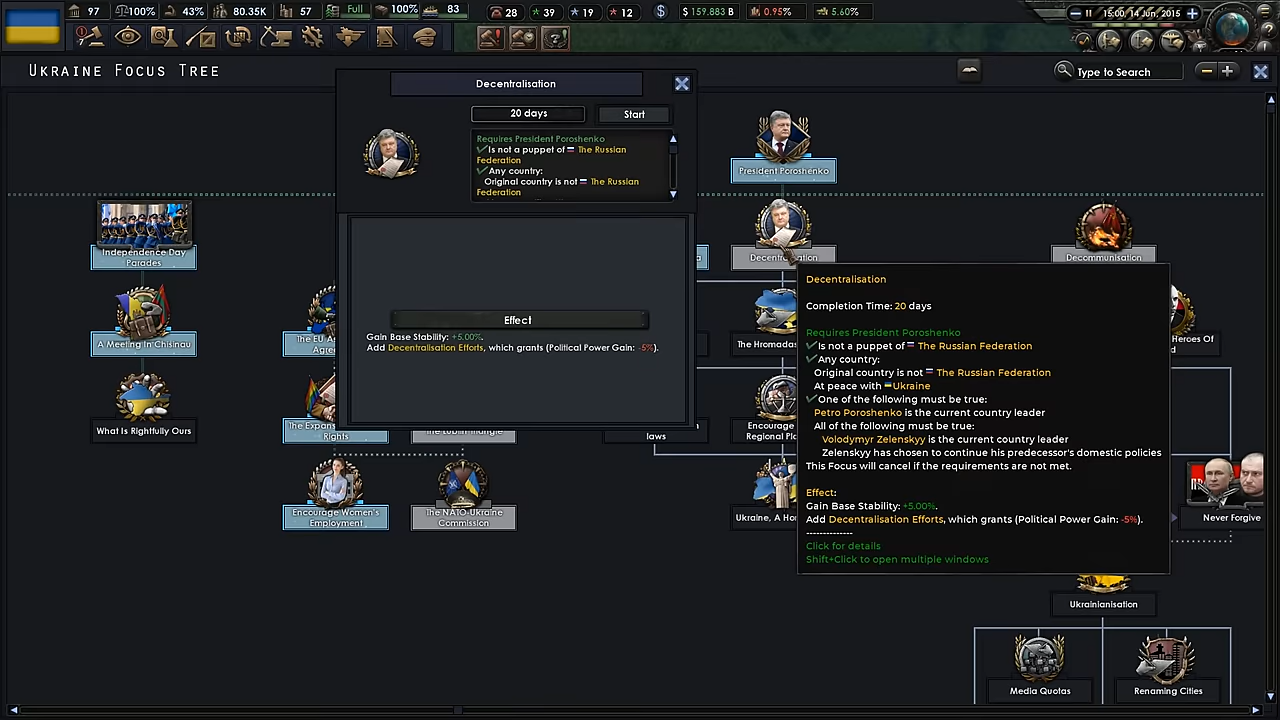 97
100%
43%
80.35K
57
Full
100%
83
28
39
19
12
$ 159.883 B
0.95%
5.60%
15:00, 14 Jun, 2015
Ukraine Focus Tree
Type to Search
Decentralisation
20 days
Start
Requires President Poroshenko
Is not a puppet of The Russian
Federation
Any country:
Original country is not The Russian
Federation
Effect
Gain Base Stability: +5.00%.
Add Decentralisation Efforts, which grants (Political Power Gain: -5%).
President Poroshenko
Independence Day
Parades
Decommunisation
A Meeting In Chisinau
The EU As
Agre
The Hromadas
Heroes Of
What Is Rightfully Ours
The Expans
Rights
laws
Encourage
Regional Pla
Encourage Women's
Employment
The NATO-Ukraine
Commission
Ukraine, A Ho
Never Forgive
Ukrainianisation
Media Quotas
Renaming Cities
Decentralisation
Completion Time: 20 days
Requires President Poroshenko
Is not a puppet of The Russian Federation
Any country:
Original country is not The Russian Federation
At peace with Ukraine
One of the following must be true:
Petro Poroshenko is the current country leader
All of the following must be true:
Volodymyr Zelenskyy is the current country leader
Zelenskyy has chosen to continue his predecessor's domestic policies
This Focus will cancel if the requirements are not met.
Effect:
Gain Base Stability: +5.00%.
Add Decentralisation Efforts, which grants (Political Power Gain: -5%).
--------------
Click for details
Shift+Click to open multiple windows